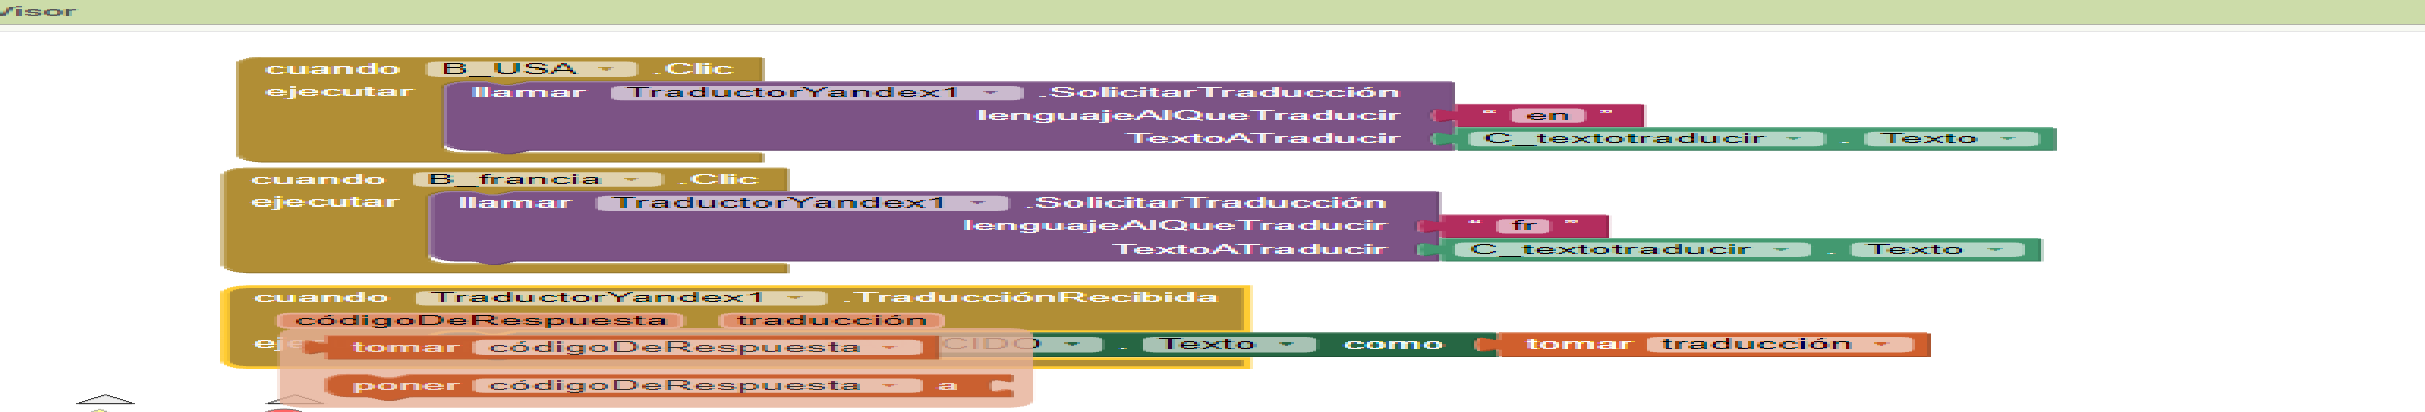 Visor
cuando B_USA .Clic
ejecutar llamar TraductorYandex1 .SolicitarTraducción
lenguajeAlQueTraducir “ en ”
TextoATraducir C_textotraducir . Texto
cuando B_francia .Clic
ejecutar llamar TraductorYandex1 .SolicitarTraducción
lenguajeAlQueTraducir “ fr ”
TextoATraducir C_textotraducir . Texto
cuando TraductorYandex1 .TraducciónRecibida
códigoDeRespuesta traducción
eje CIDO . Texto como tomar traducción
tomar códigoDeRespuesta
poner códigoDeRespuesta a